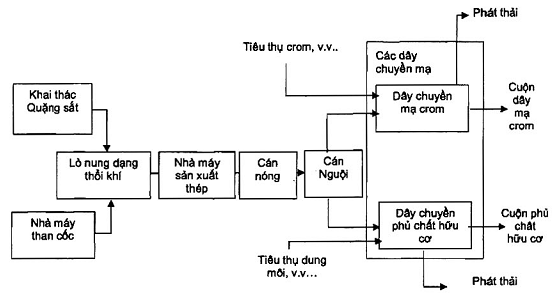 Phát thải
Tiêu thụ crom, v.v..
Các dây
chuyền mạ
Khai thác
Quặng sắt
Dây chuyền
mạ crom
Cuộn
dây
mạ
crom
Lò nung dạng
thổi khí
Nhà máy
sản xuất
thép
Cán
nóng
Cán
Nguội
Nhà máy
than cốc
Dây chuyền
phủ chất hữu
cơ
Cuộn phủ
chất
hữu cơ
Tiêu thụ dung
môi, v.v...
Phát thải